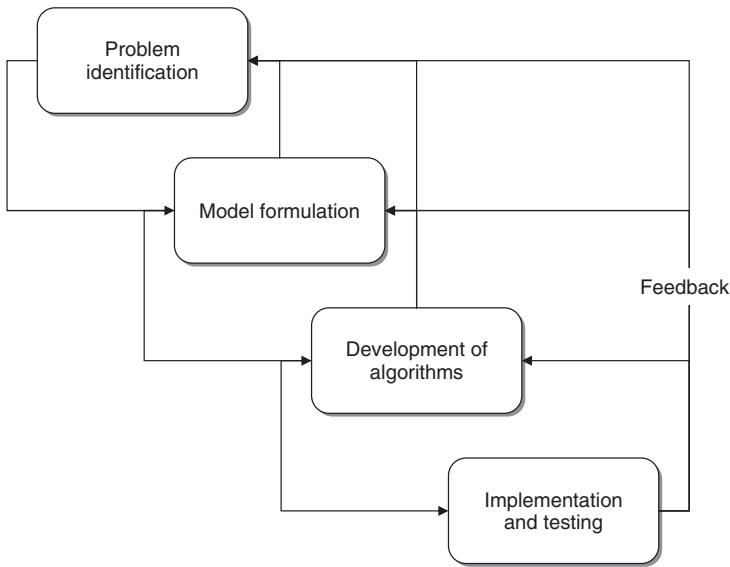 Problem
identification
Model formulation
Feedback
Development of
algorithms
Implementation
and testing